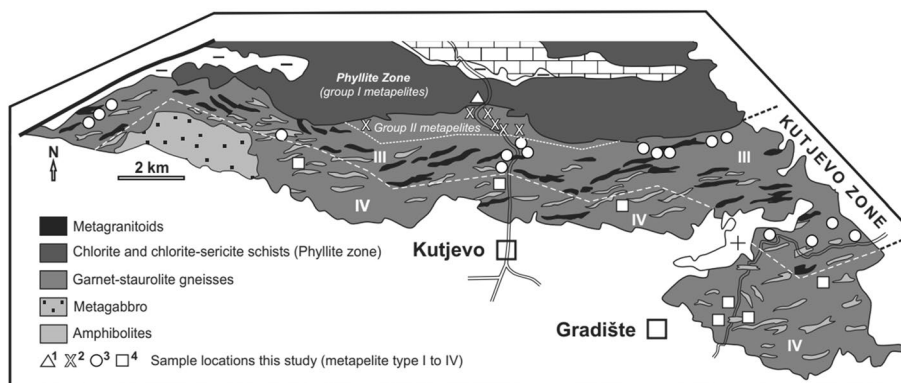 Phyllite Zone
(group I metapelites)
Group II metapelites
III
III
IV
IV
IV
KUTJEVO ZONE
N
2 km
Kutjevo
Gradište
Metagranitoids
Chlorite and chlorite-sericite schists (Phyllite zone)
Garnet-staurolite gneisses
Metagabbro
Amphibolites
1 2 3 4 Sample locations this study (metapelite type I to IV)